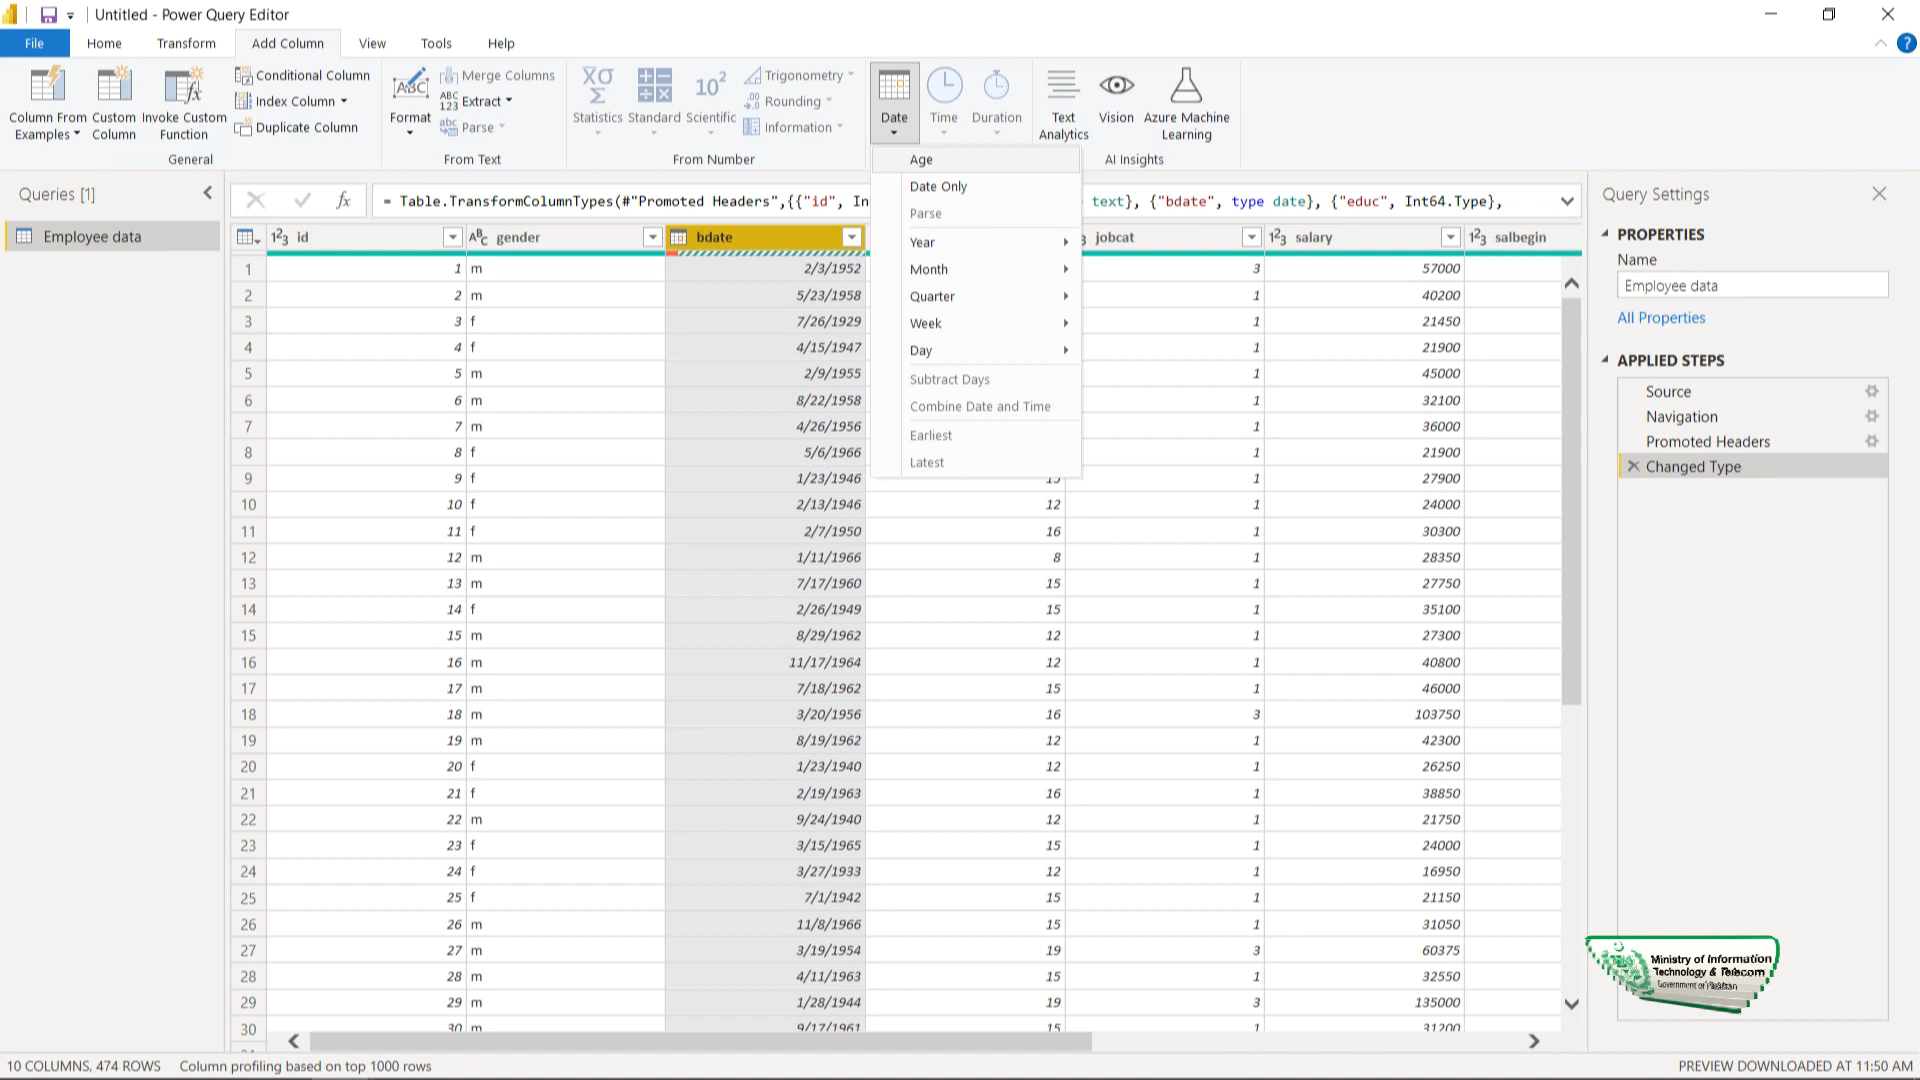 Untitled - Power Query Editor
File
Home
Transform
Add Column
View
Tools
Help
Column From
Examples
Custom
Column
Invoke Custom
Function
Conditional Column
Index Column
Duplicate Column
General
Format
Merge Columns
Extract
Parse
From Text
Statistics
Standard
Scientific
Trigonometry
Rounding
Information
From Number
Date
Time
Duration
Text
Analytics
Vision
Azure Machine
Learning
AI Insights
Age
Date Only
Parse
Year
Month
Quarter
Week
Day
Subtract Days
Combine Date and Time
Earliest
Latest
Queries [1]
Employee data
= Table.TransformColumnTypes(#"Promoted Headers",{{"id", In text}, {"bdate", type date}, {"educ", Int64.Type},
id gender bdate jobcat salary salbegin
1 1 m 2/3/1952 3 57000
2 2 m 5/23/1958 1 40200
3 3 f 7/26/1929 1 21450
4 4 f 4/15/1947 1 21900
5 5 m 2/9/1955 1 45000
6 6 m 8/22/1958 1 32100
7 7 m 4/26/1956 1 36000
8 8 f 5/6/1966 1 21900
9 9 f 1/23/1946 15 1 27900
10 10 f 2/13/1946 12 1 24000
11 11 f 2/7/1950 16 1 30300
12 12 m 1/11/1966 8 1 28350
13 13 m 7/17/1960 15 1 27750
14 14 f 2/26/1949 15 1 35100
15 15 m 8/29/1962 12 1 27300
16 16 m 11/17/1964 12 1 40800
17 17 m 7/18/1962 15 1 46000
18 18 m 3/20/1956 16 3 103750
19 19 m 8/19/1962 12 1 42300
20 20 f 1/23/1940 12 1 26250
21 21 f 2/19/1963 16 1 38850
22 22 m 9/24/1940 12 1 21750
23 23 f 3/15/1965 15 1 24000
24 24 f 3/27/1933 12 1 16950
25 25 f 7/1/1942 15 1 21150
26 26 m 11/8/1966 15 1 31050
27 27 m 3/19/1954 19 3 60375
28 28 m 4/11/1963 15 1 32550
29 29 m 1/28/1944 19 3 135000
30 30 m 9/17/1961 15 1 31200
Query Settings
PROPERTIES
Name
Employee data
All Properties
APPLIED STEPS
Source
Navigation
Promoted Headers
Changed Type
Ministry of Information
Technology & Telecom
Government of Pakistan
10 COLUMNS, 474 ROWS
Column profiling based on top 1000 rows
PREVIEW DOWNLOADED AT 11:50 AM